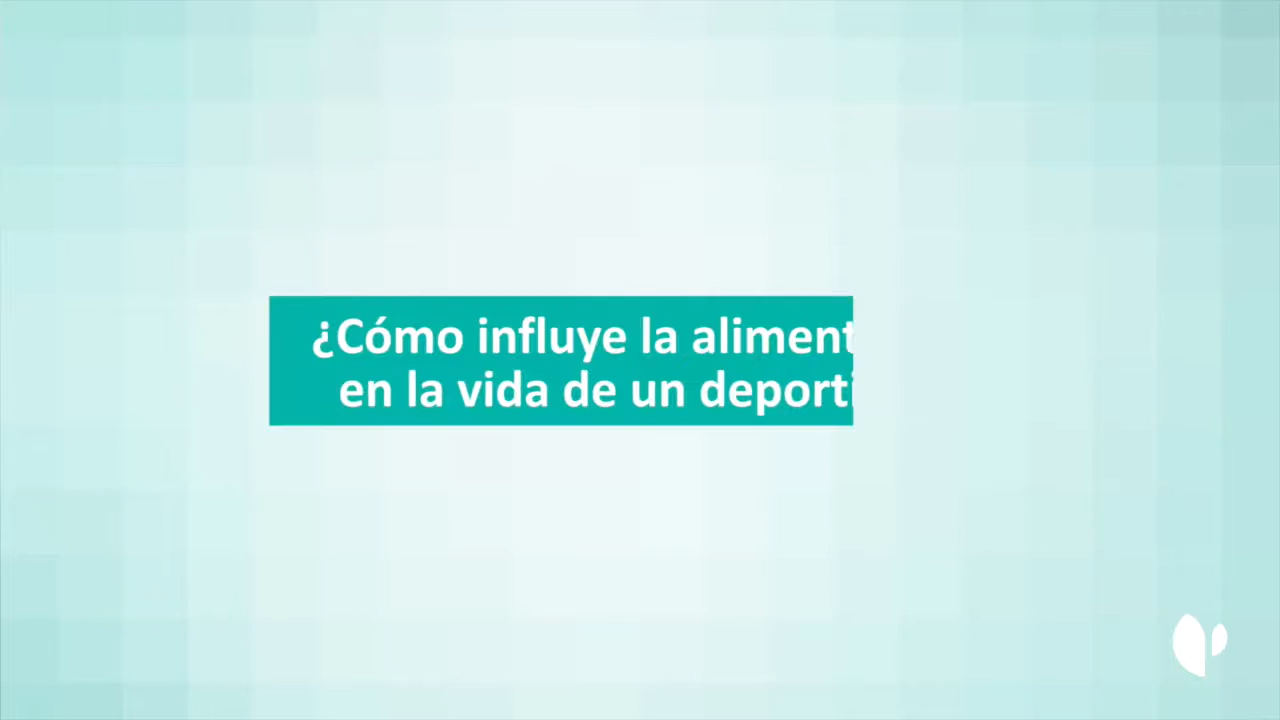 ¿Cómo influye la aliment
en la vida de un deporti